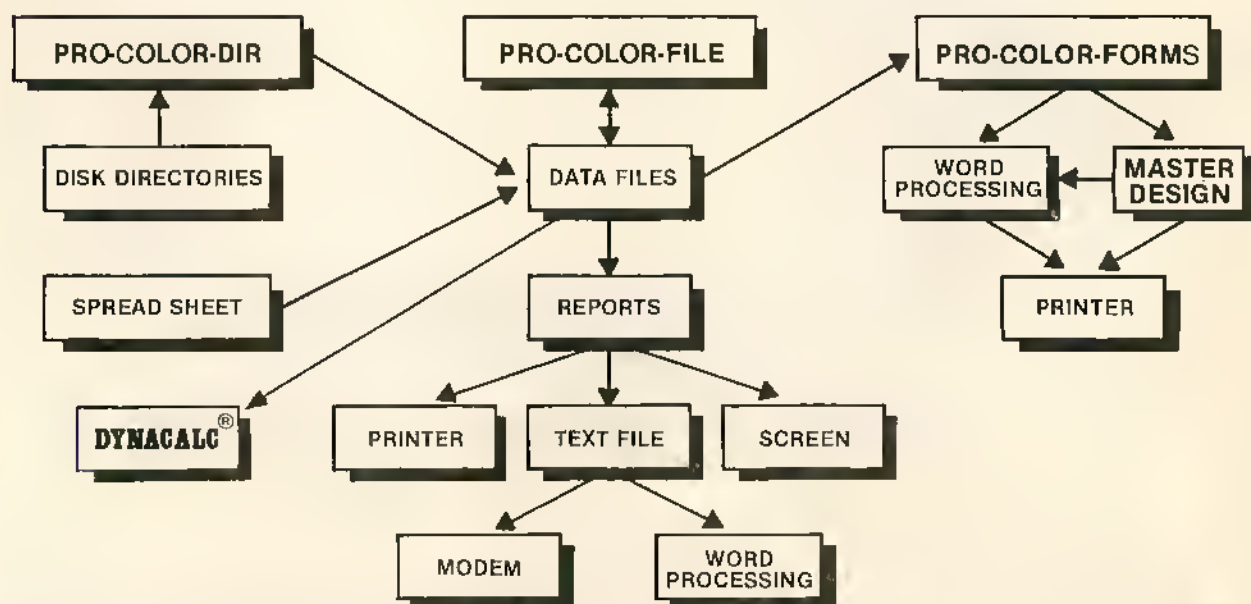 PRO-COLOR-DIR
PRO-COLOR-FILE
PRO-COLOR-FORMS
DISK DIRECTORIES
DATA FILES
WORD
PROCESSING
MASTER
DESIGN
SPREAD SHEET
REPORTS
PRINTER
DYNACALC®
PRINTER
TEXT FILE
SCREEN
MODEM
WORD
PROCESSING